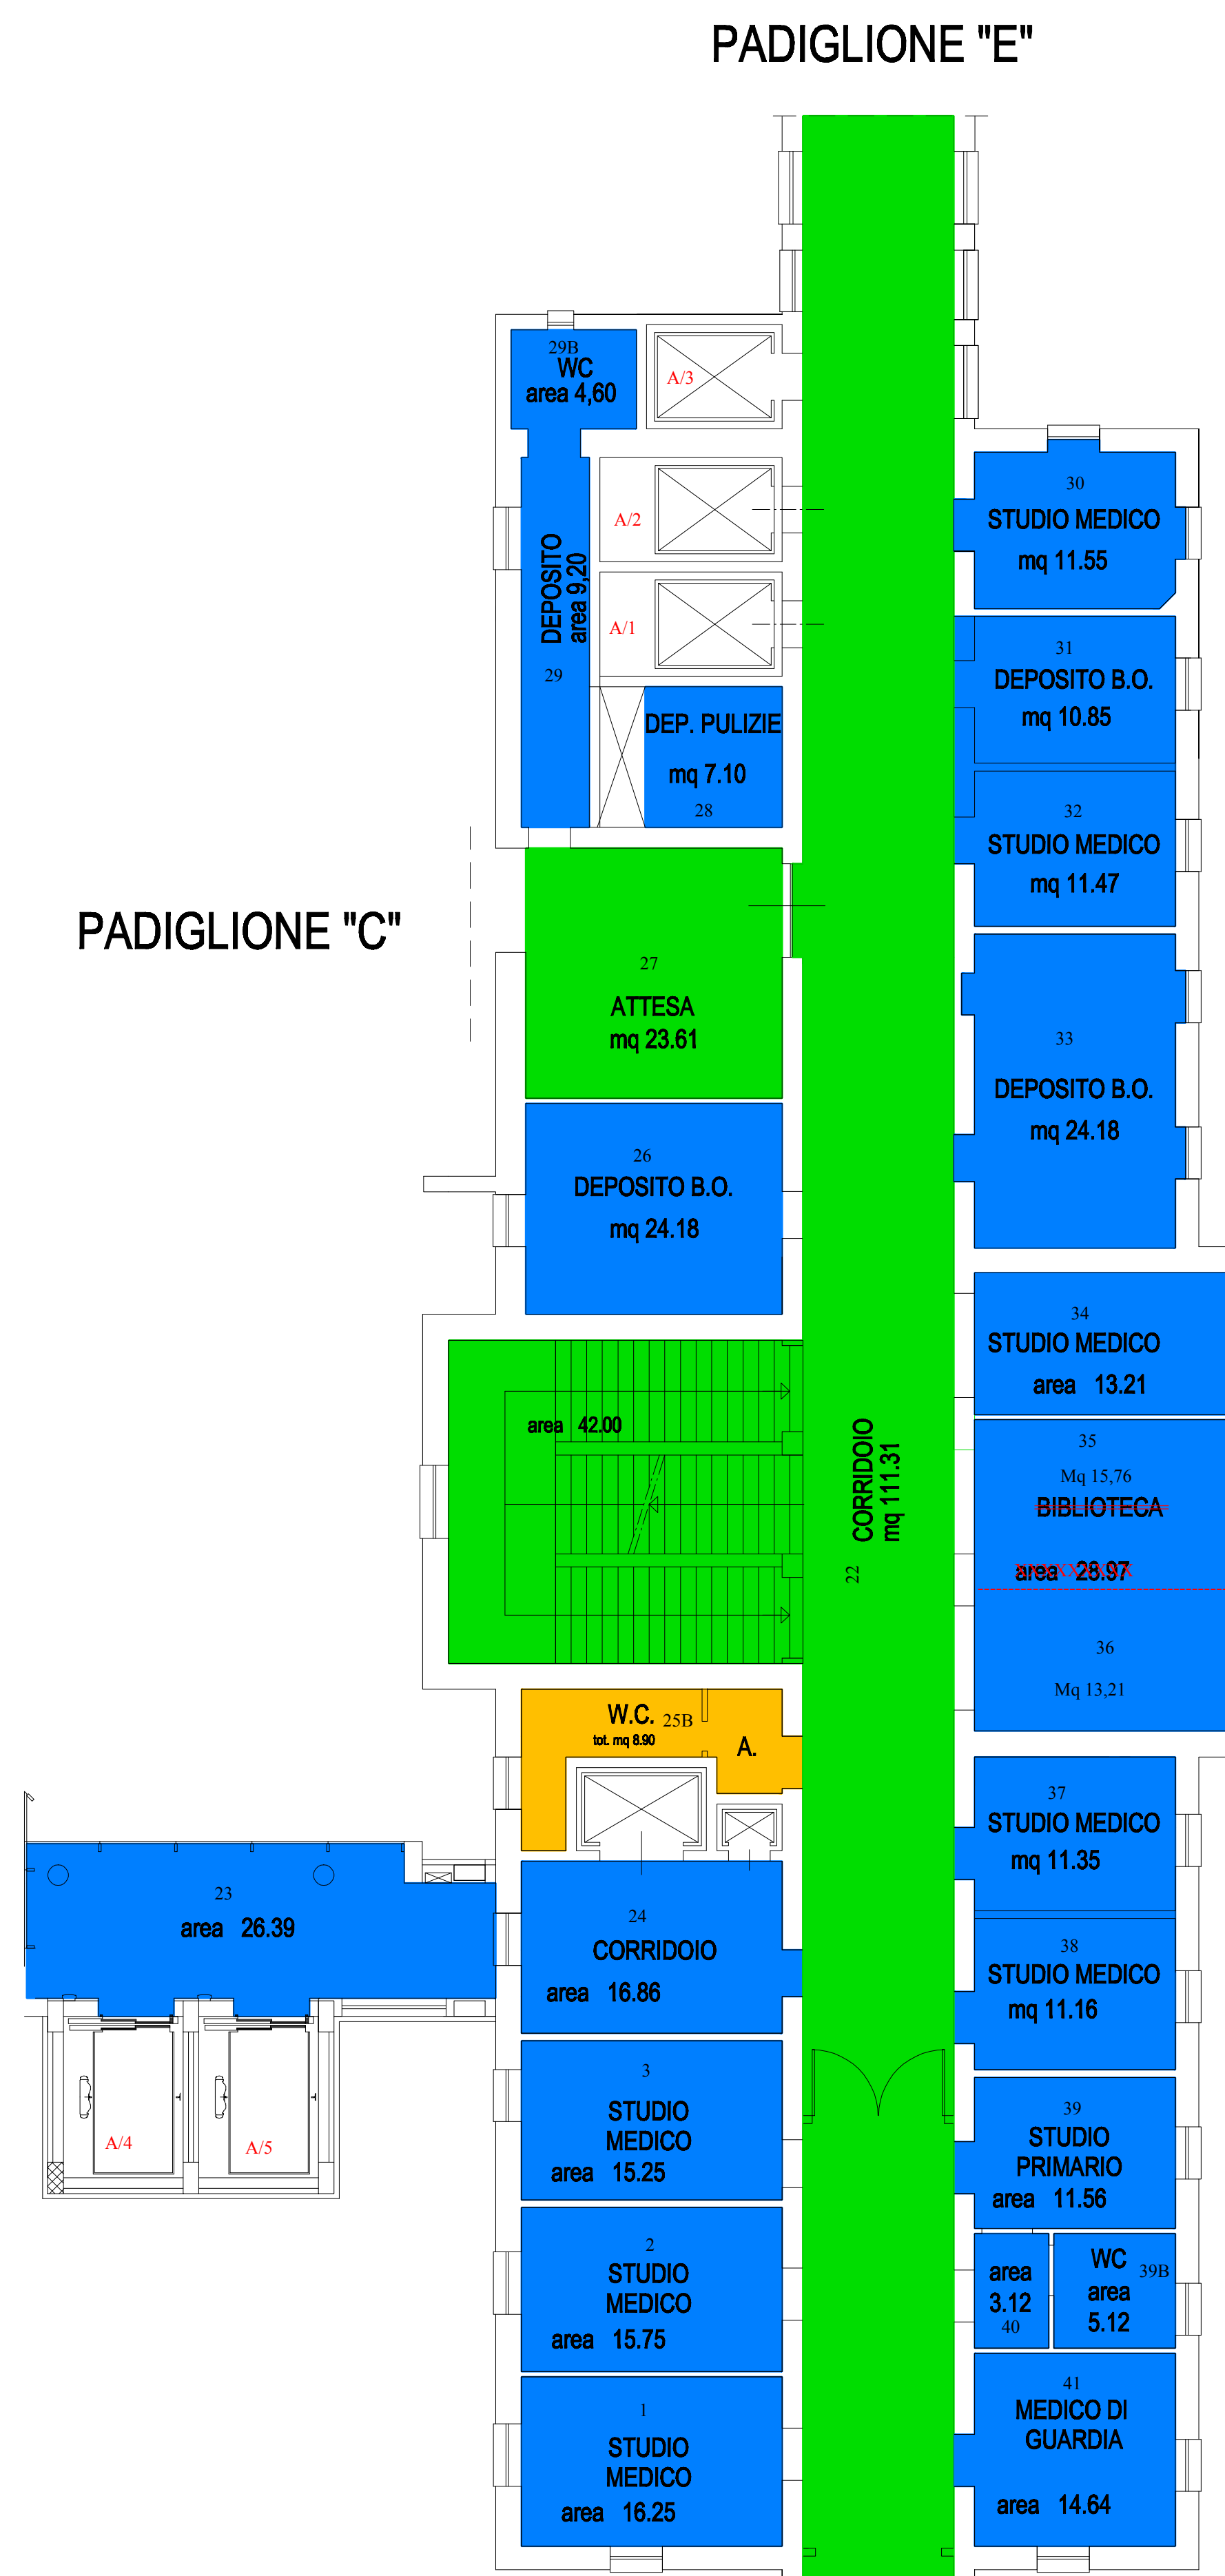 PADIGLIONE "E"
29B
WC
area 4,60
A/3
A/2
DEPOSITO
area 9,20
29
A/1
DEP. PULIZIE
mq 7.10
28
30
STUDIO MEDICO
mq 11.55
31
DEPOSITO B.O.
mq 10.85
32
STUDIO MEDICO
mq 11.47
PADIGLIONE "C"
27
ATTESA
mq 23.61
33
DEPOSITO B.O.
mq 24.18
26
DEPOSITO B.O.
mq 24.18
34
STUDIO MEDICO
area 13.21
area 42.00
CORRIDOIO
mq 111.31
22
35
Mq 15,76
BIBLIOTECA
area 28.97
XXXXXXXXX
36
Mq 13,21
W.C.
25B
tot. mq 8.90
A.
37
STUDIO MEDICO
mq 11.35
23
area 26.39
24
CORRIDOIO
area 16.86
38
STUDIO MEDICO
mq 11.16
A/4
A/5
3
STUDIO
MEDICO
area 15.25
39
STUDIO
PRIMARIO
area 11.56
2
STUDIO
MEDICO
area 15.75
area
3.12
40
WC
39B
area
5.12
1
STUDIO
MEDICO
area 16.25
41
MEDICO DI
GUARDIA
area 14.64